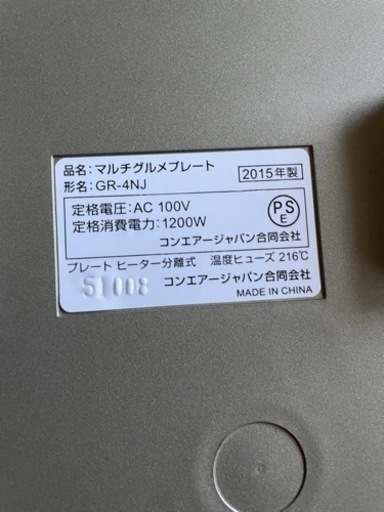 品名:マルチグルメプレート
2015年製
形名:GR-4NJ
定格電圧:AC 100V
定格消費電力:1200W
PS
E
コンエアージャパン合同会社
プレート ヒーター分離式 温度ヒューズ 216℃
51008
コンエアージャパン合同会社
MADE IN CHINA